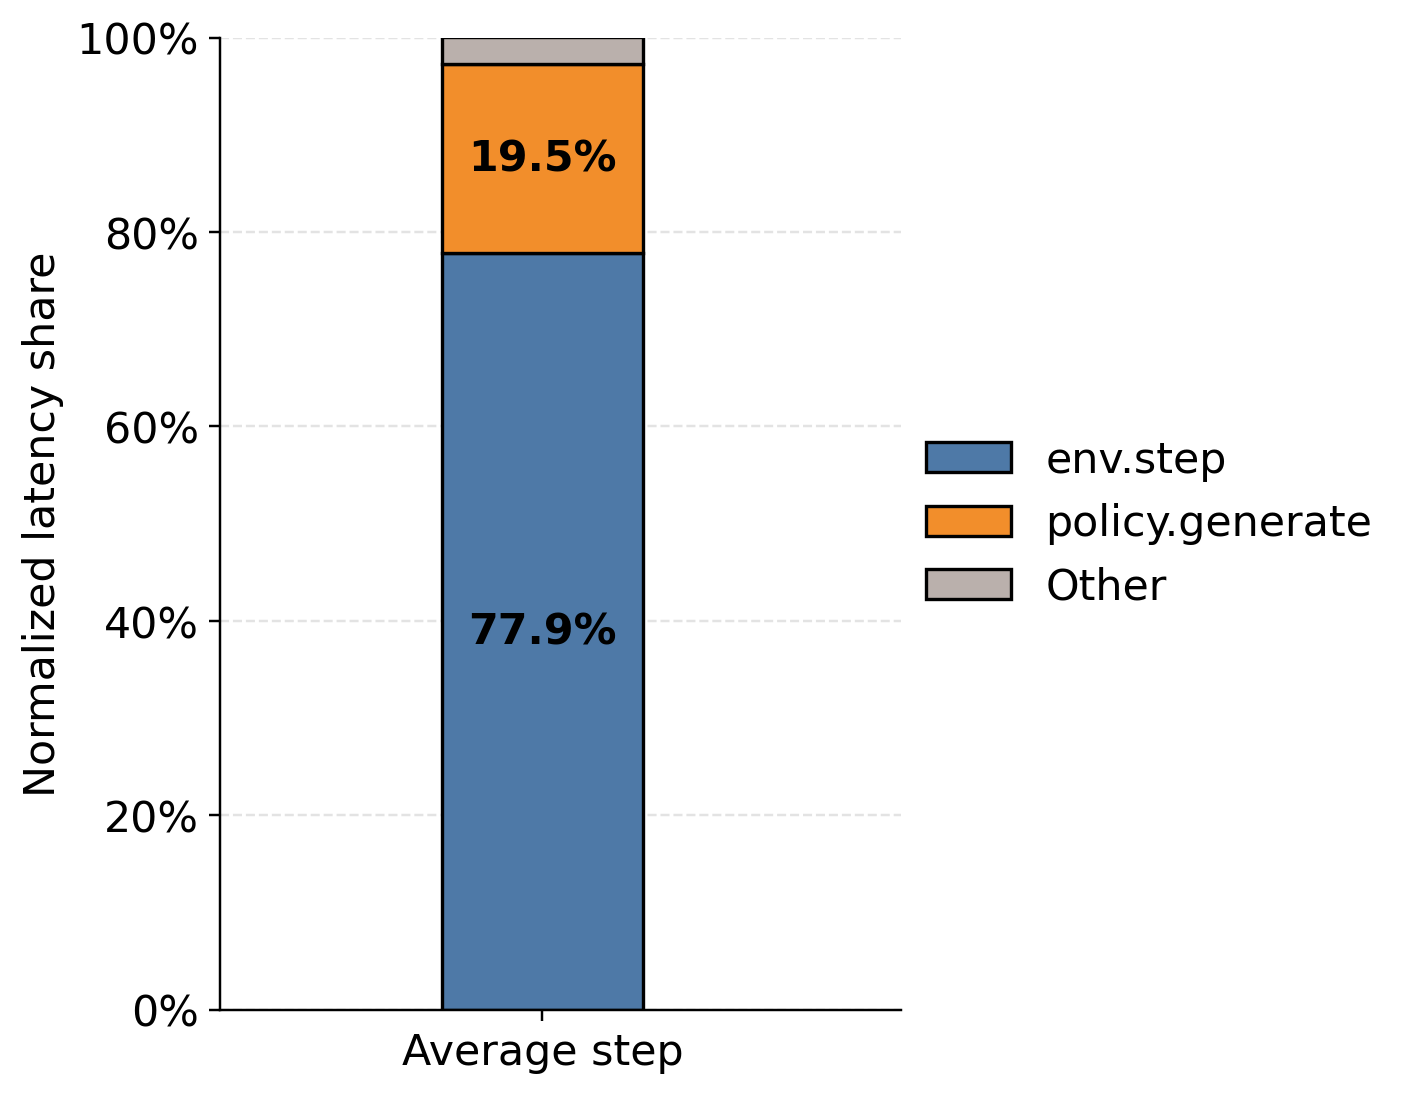 Normalized latency share
100%
80%
60%
40%
20%
0%
19.5%
77.9%
Average step
env.step
policy.generate
Other